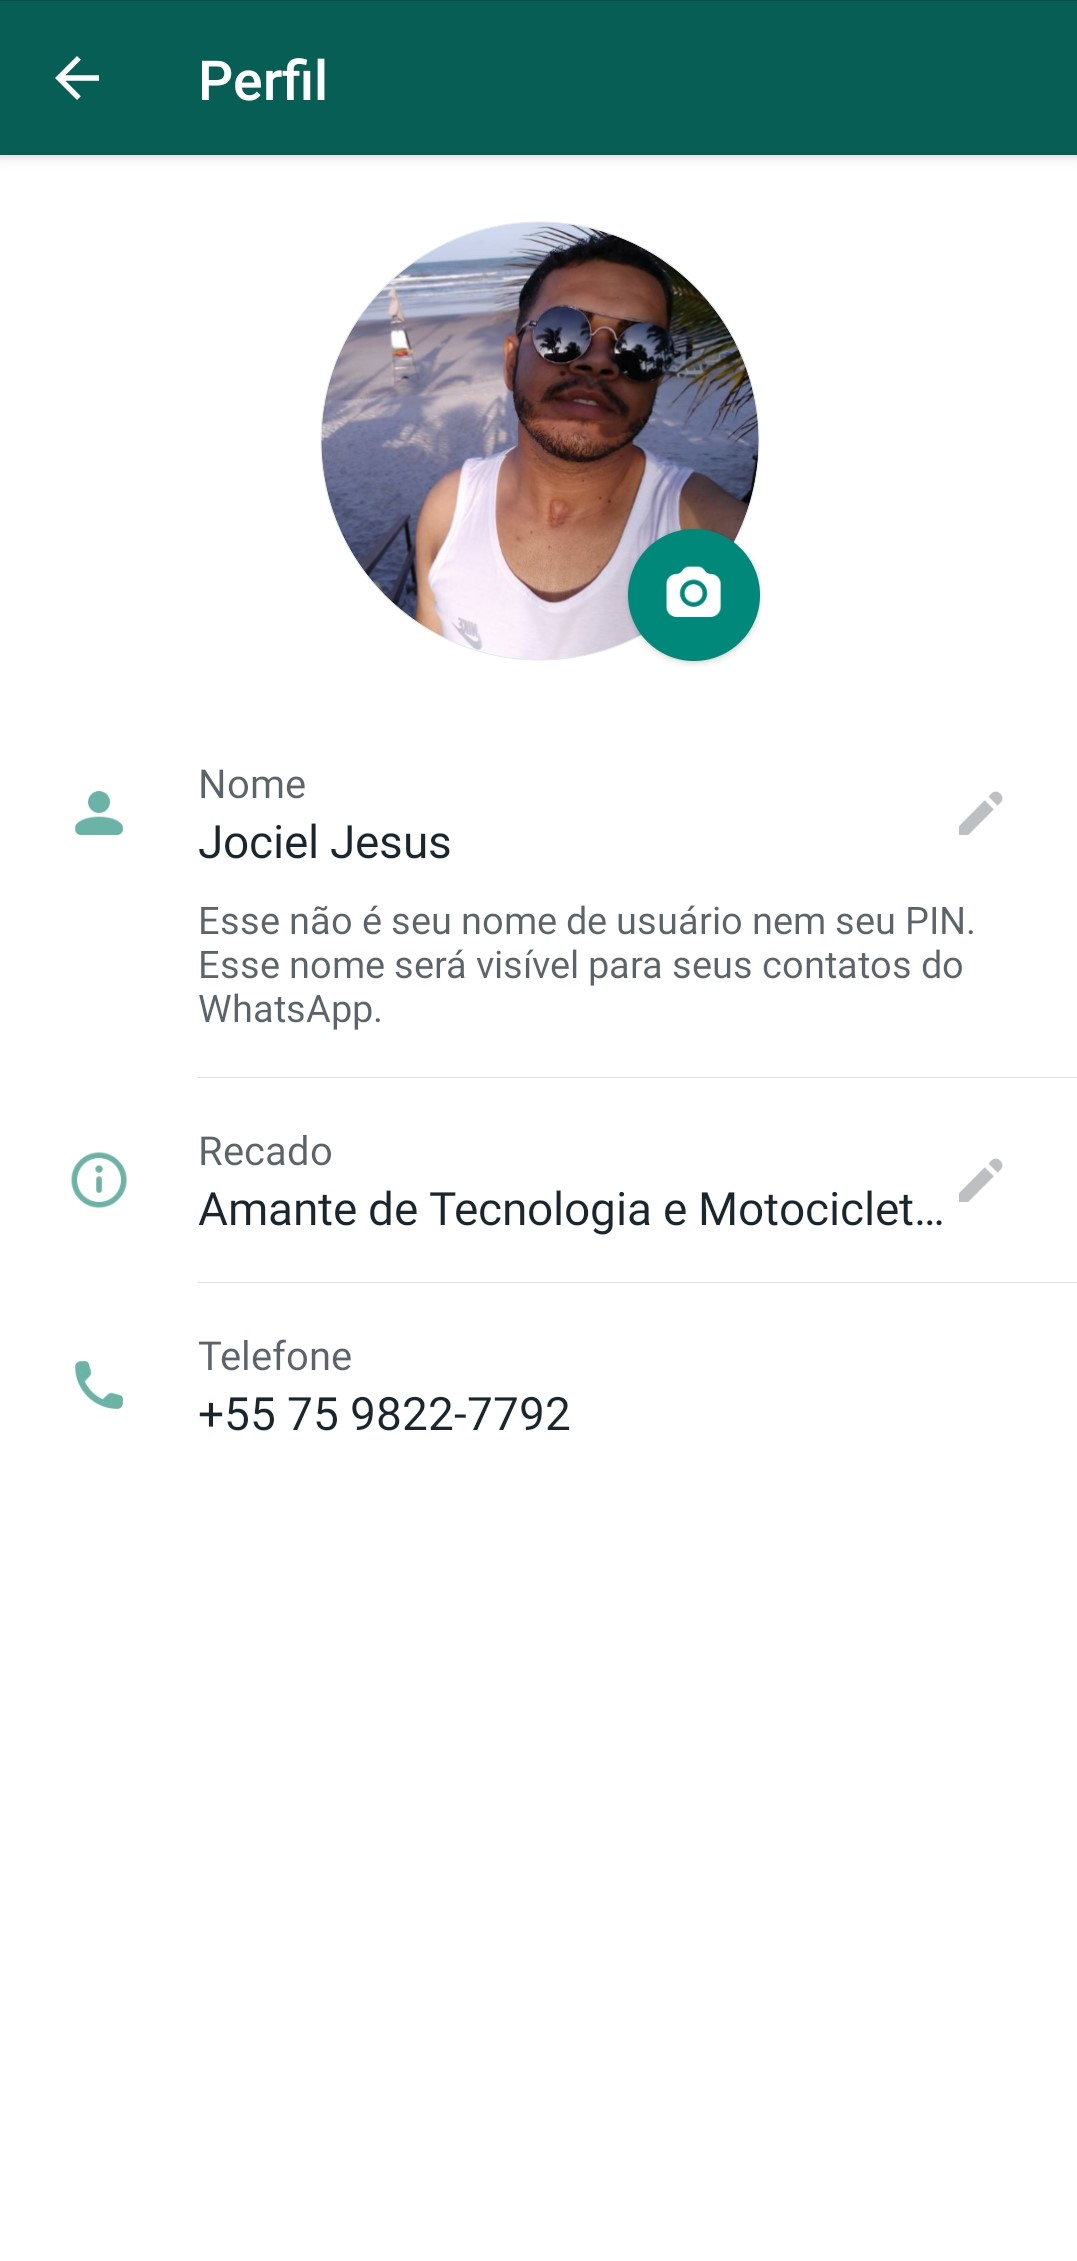 Perfil
Nome
Jociel Jesus
Esse não é seu nome de usuário nem seu PIN.
Esse nome será visível para seus contatos do
WhatsApp.
Recado
Amante de Tecnologia e Motociclet...
Telefone
+55 75 9822-7792